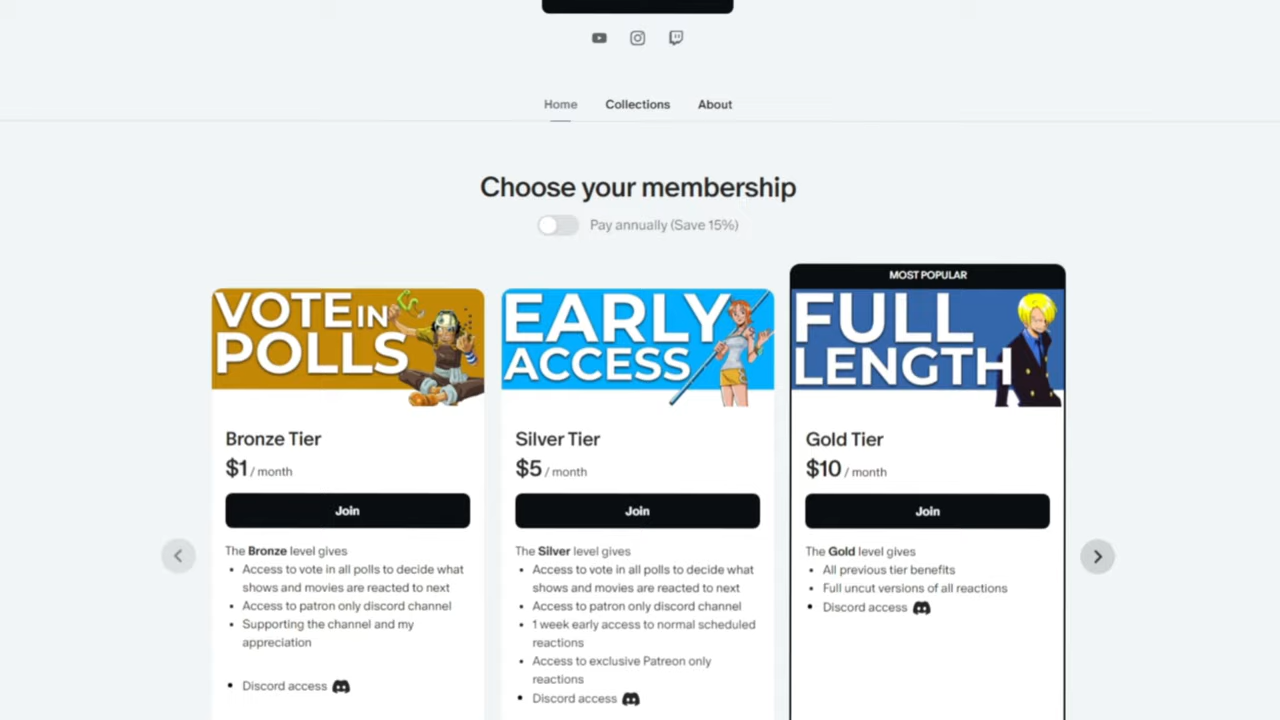 Home
Collections
About
Choose your membership
Pay annually (Save 15%)
VOTE IN
POLLS
Bronze Tier
$1 / month
Join
The Bronze level gives
Access to vote in all polls to decide what
shows and movies are reacted to next
Access to patron only discord channel
Supporting the channel and my
appreciation
Discord access
EARLY
ACCESS
Silver Tier
$5 / month
Join
The Silver level gives
Access to vote in all polls to decide what
shows and movies are reacted to next
Access to patron only discord channel
1 week early access to normal scheduled
reactions
Access to exclusive Patreon only
reactions
Discord access
MOST POPULAR
FULL
LENGTH
Gold Tier
$10 / month
Join
The Gold level gives
All previous tier benefits
Full uncut versions of all reactions
Discord access